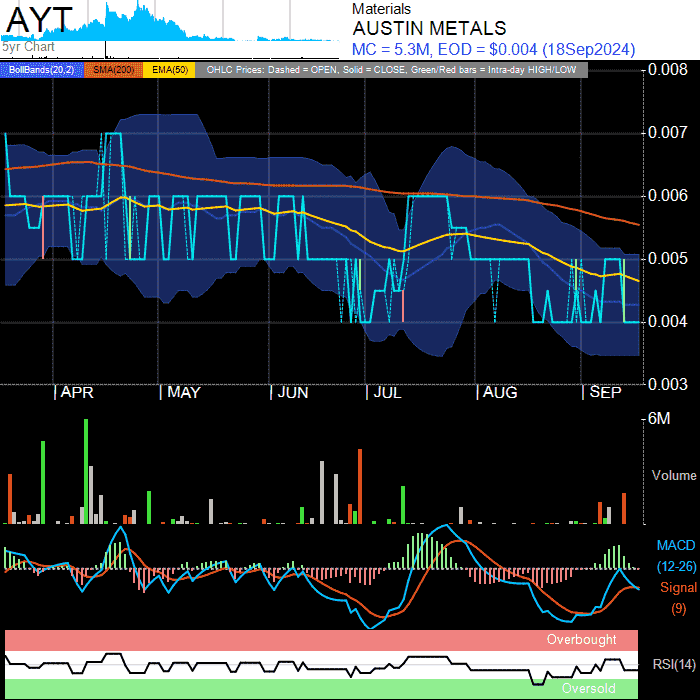 AYT
5yr Chart
Materials
AUSTIN METALS
MC = 5.3M, EOD = $0.004 (18Sep2024)
BollBands(20,2) SMA(200) EMA(50) OHLC Prices: Dashed = OPEN, Solid = CLOSE, Green/Red bars = Intra-day HIGH/LOW
0.008
0.007
0.006
0.005
0.004
0.003
APR MAY JUN JUL AUG SEP
6M
Volume
MACD
(12-26)
Signal
(9)
Overbought
RSI(14)
Oversold